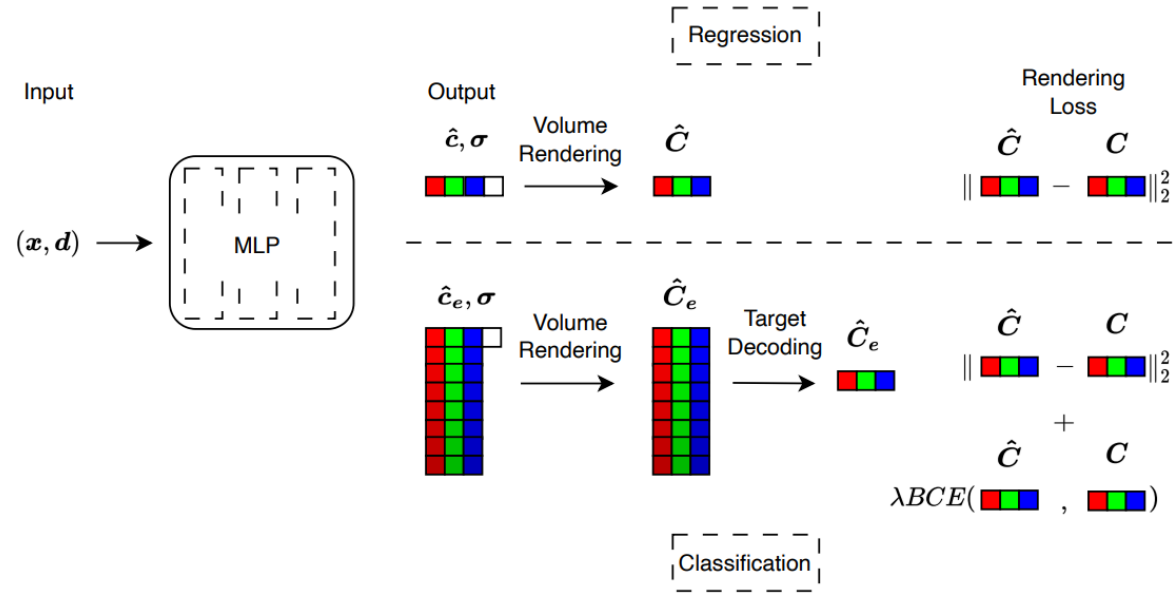 Regression
Input
Output
Rendering
Loss
ĉ, σ
Volume
Rendering
Ĉ
Ĉ
C
‖ − ‖₂²
(x, d)
MLP
ĉₑ, σ
Volume
Rendering
Ĉₑ
Target
Decoding
Ĉₑ
Ĉ
C
‖ − ‖₂²
+
Ĉ
C
λBCE( , )
Classification